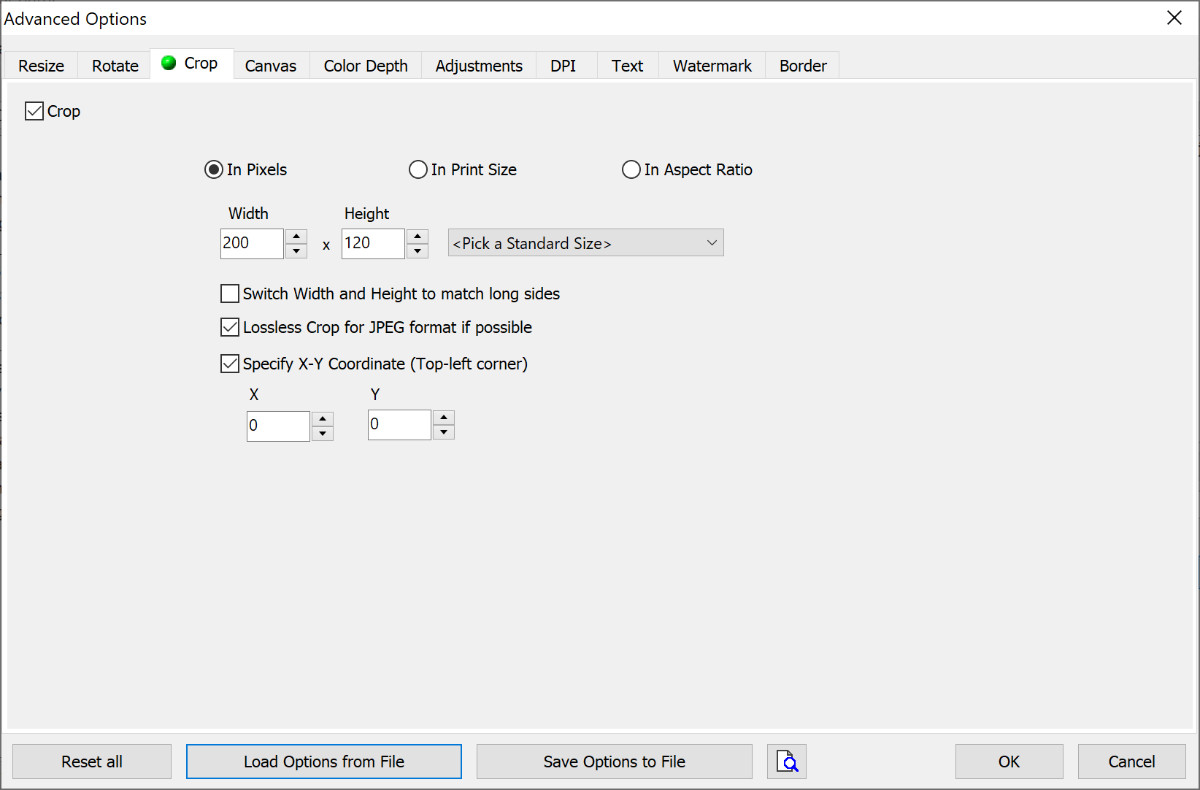 Advanced Options
Resize Rotate Crop Canvas Color Depth Adjustments DPI Text Watermark Border
Crop
In Pixels In Print Size In Aspect Ratio
Width Height
200 x 120 <Pick a Standard Size>
Switch Width and Height to match long sides
Lossless Crop for JPEG format if possible
Specify X-Y Coordinate (Top-left corner)
X Y
0 0
Reset all Load Options from File Save Options to File OK Cancel